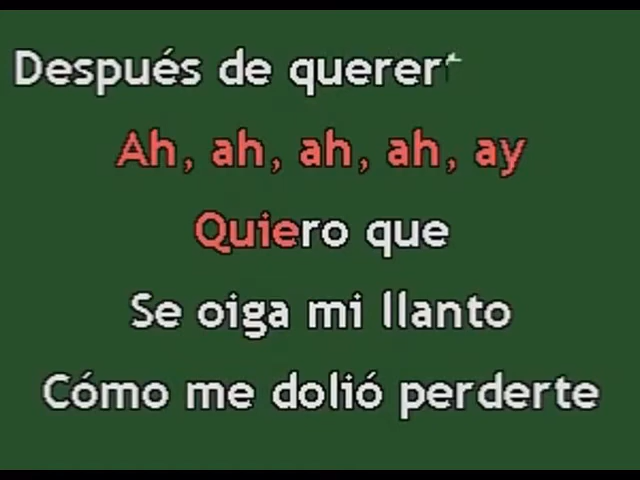 Después de querer
Ah, ah, ah, ah, ay
Quiero que
Se oiga mi llanto
Cómo me dolió perderte